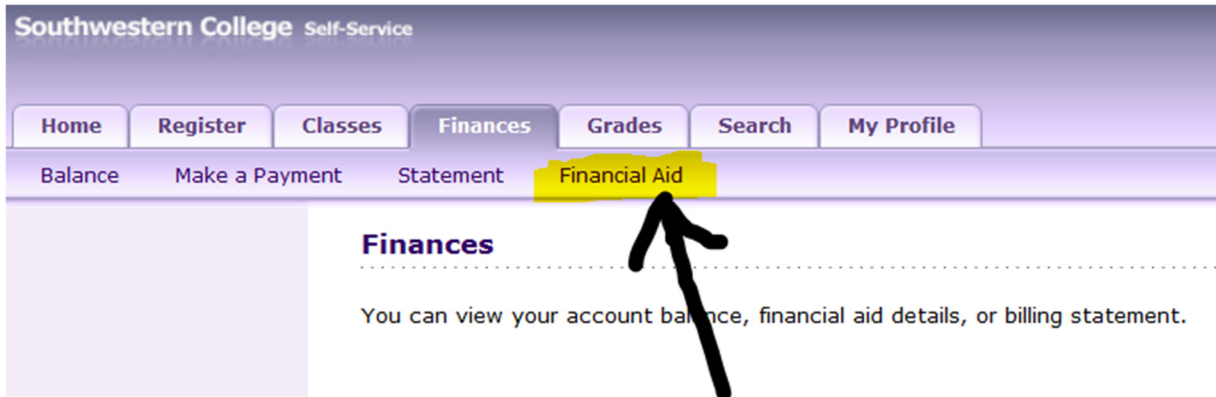 Southwestern College Self-Service
Home Register Classes Finances Grades Search My Profile
Balance Make a Payment Statement Financial Aid
Finances
You can view your account balance, financial aid details, or billing statement.